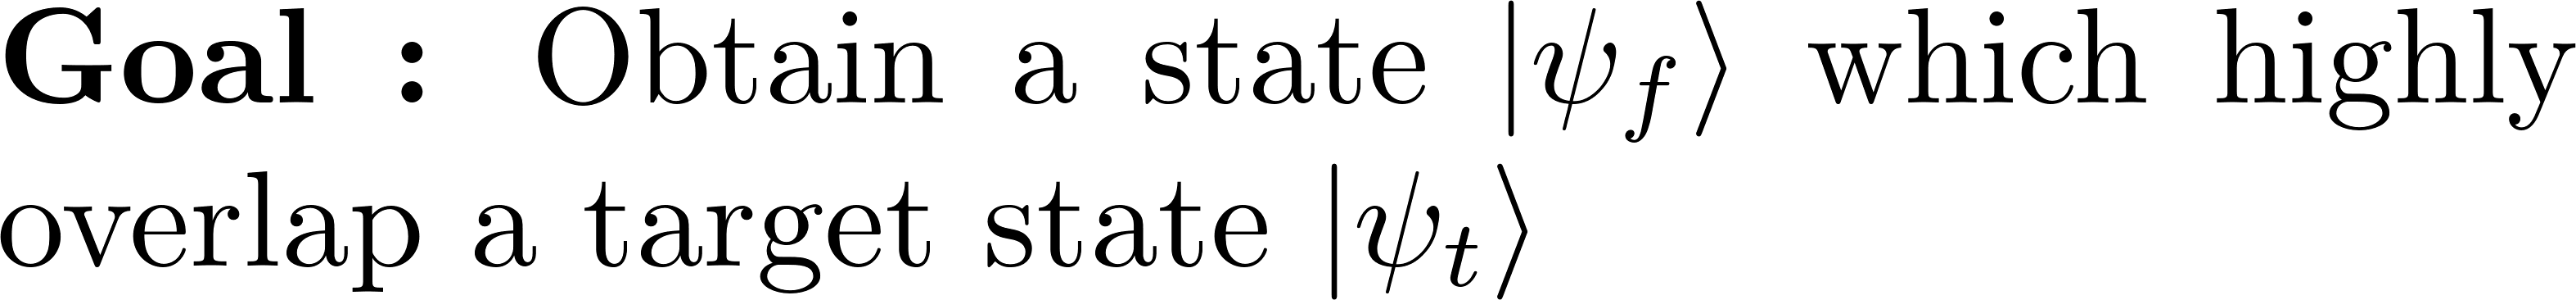 Goal : Obtain a state |ψ_f⟩ which highly
overlap a target state |ψ_t⟩